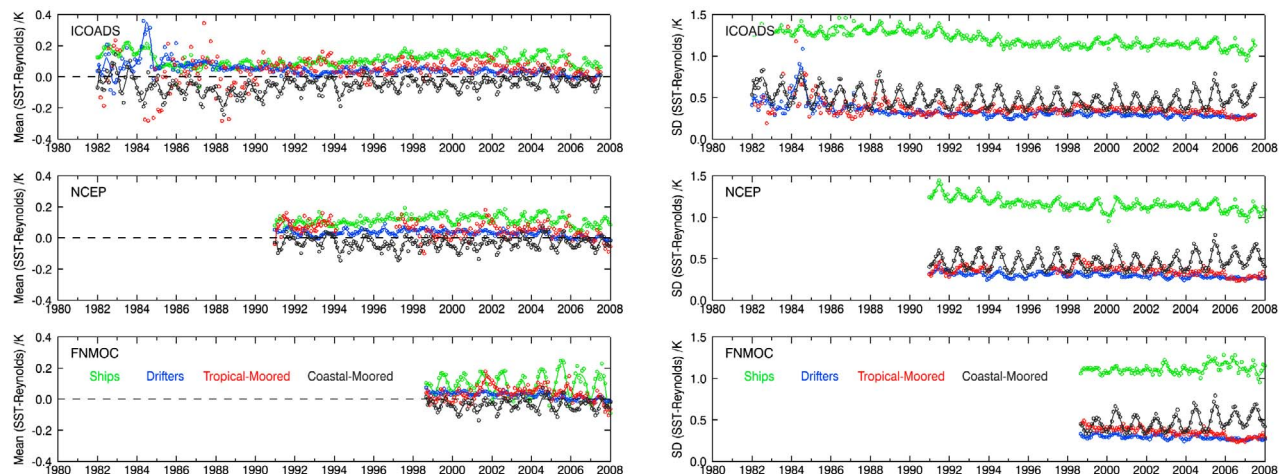 Mean (SST-Reynolds) /K
0.4
0.2
0.0
-0.2
-0.4
ICOADS
1980 1982 1984 1986 1988 1990 1992 1994 1996 1998 2000 2002 2004 2006 2008
SD (SST-Reynolds) /K
1.5
1.0
0.5
0.0
ICOADS
1980 1982 1984 1986 1988 1990 1992 1994 1996 1998 2000 2002 2004 2006 2008
Mean (SST-Reynolds) /K
0.4
0.2
0.0
-0.2
-0.4
NCEP
1980 1982 1984 1986 1988 1990 1992 1994 1996 1998 2000 2002 2004 2006 2008
SD (SST-Reynolds) /K
1.5
1.0
0.5
0.0
NCEP
1980 1982 1984 1986 1988 1990 1992 1994 1996 1998 2000 2002 2004 2006 2008
Mean (SST-Reynolds) /K
0.4
0.2
0.0
-0.2
-0.4
FNMOC
Ships Drifters Tropical-Moored Coastal-Moored
1980 1982 1984 1986 1988 1990 1992 1994 1996 1998 2000 2002 2004 2006 2008
SD (SST-Reynolds) /K
1.5
1.0
0.5
0.0
FNMOC
Ships Drifters Tropical-Moored Coastal-Moored
1980 1982 1984 1986 1988 1990 1992 1994 1996 1998 2000 2002 2004 2006 2008